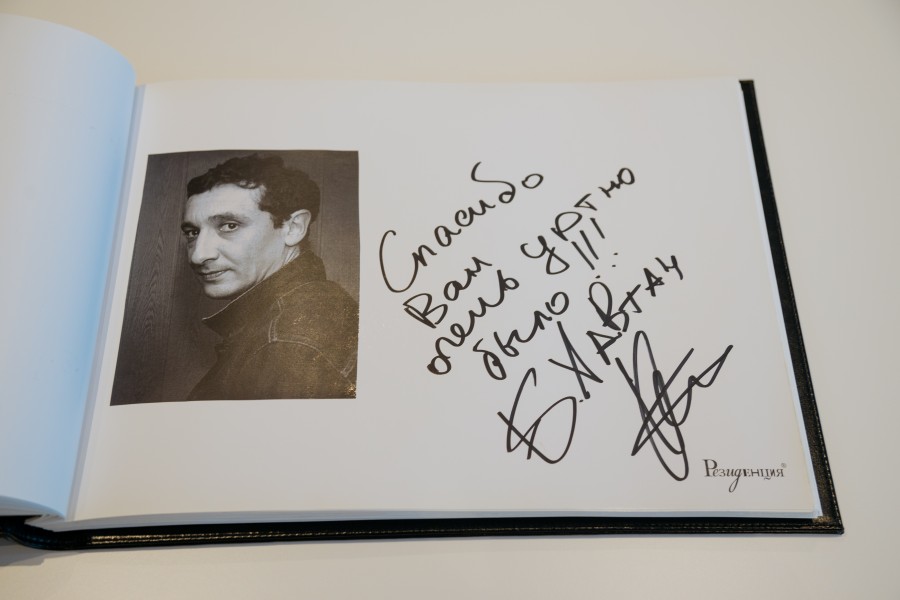 Спасибо
Вам
очень уютно
было!!!
Б. Хавтан
Резиденция®